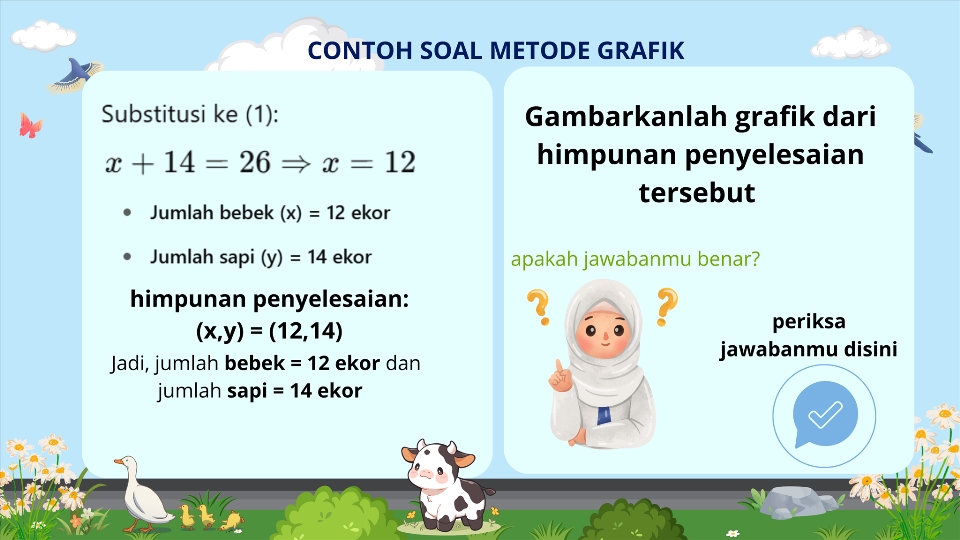 CONTOH SOAL METODE GRAFIK
Substitusi ke (1):
x + 14 = 26 ⇒ x = 12
• Jumlah bebek (x) = 12 ekor
• Jumlah sapi (y) = 14 ekor
himpunan penyelesaian:
(x,y) = (12,14)
Jadi, jumlah bebek = 12 ekor dan
jumlah sapi = 14 ekor
Gambarkanlah grafik dari
himpunan penyelesaian
tersebut
apakah jawabanmu benar?
? ?
periksa
jawabanmu disini